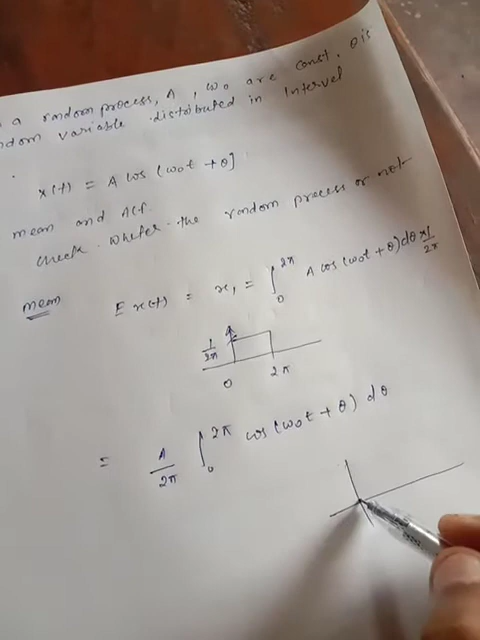 a random process, A, ω₀ are const. θ is
random variable distributed in Interval
x(t) = A cos(ω₀t + θ]
mean and ACF.
Check whefer the random process or not
mean E x(t) = x₁ = ∫₀^2π A cos(ω₀t + θ)dθ × 1/2π
1/2π
0 2π
= A/2π ∫₀^2π cos(ω₀t + θ) dθ